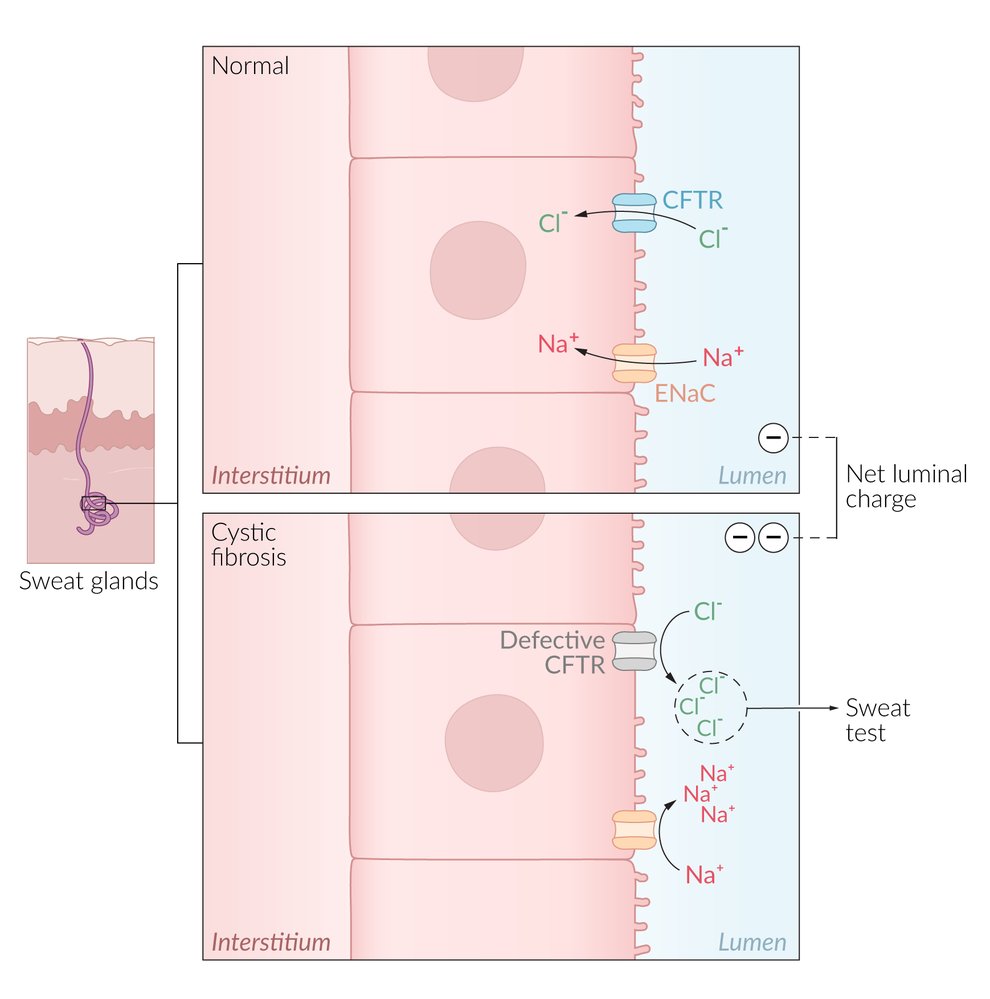 Normal
CFTR
Cl⁻
Cl⁻
Na⁺
Na⁺
ENaC
Interstitium
Lumen
−
Net luminal
charge
Sweat glands
Cystic
fibrosis
− −
Cl⁻
Defective
CFTR
Cl⁻
Cl⁻
Cl⁻
Sweat
test
Na⁺
Na⁺
Na⁺
Na⁺
Interstitium
Lumen